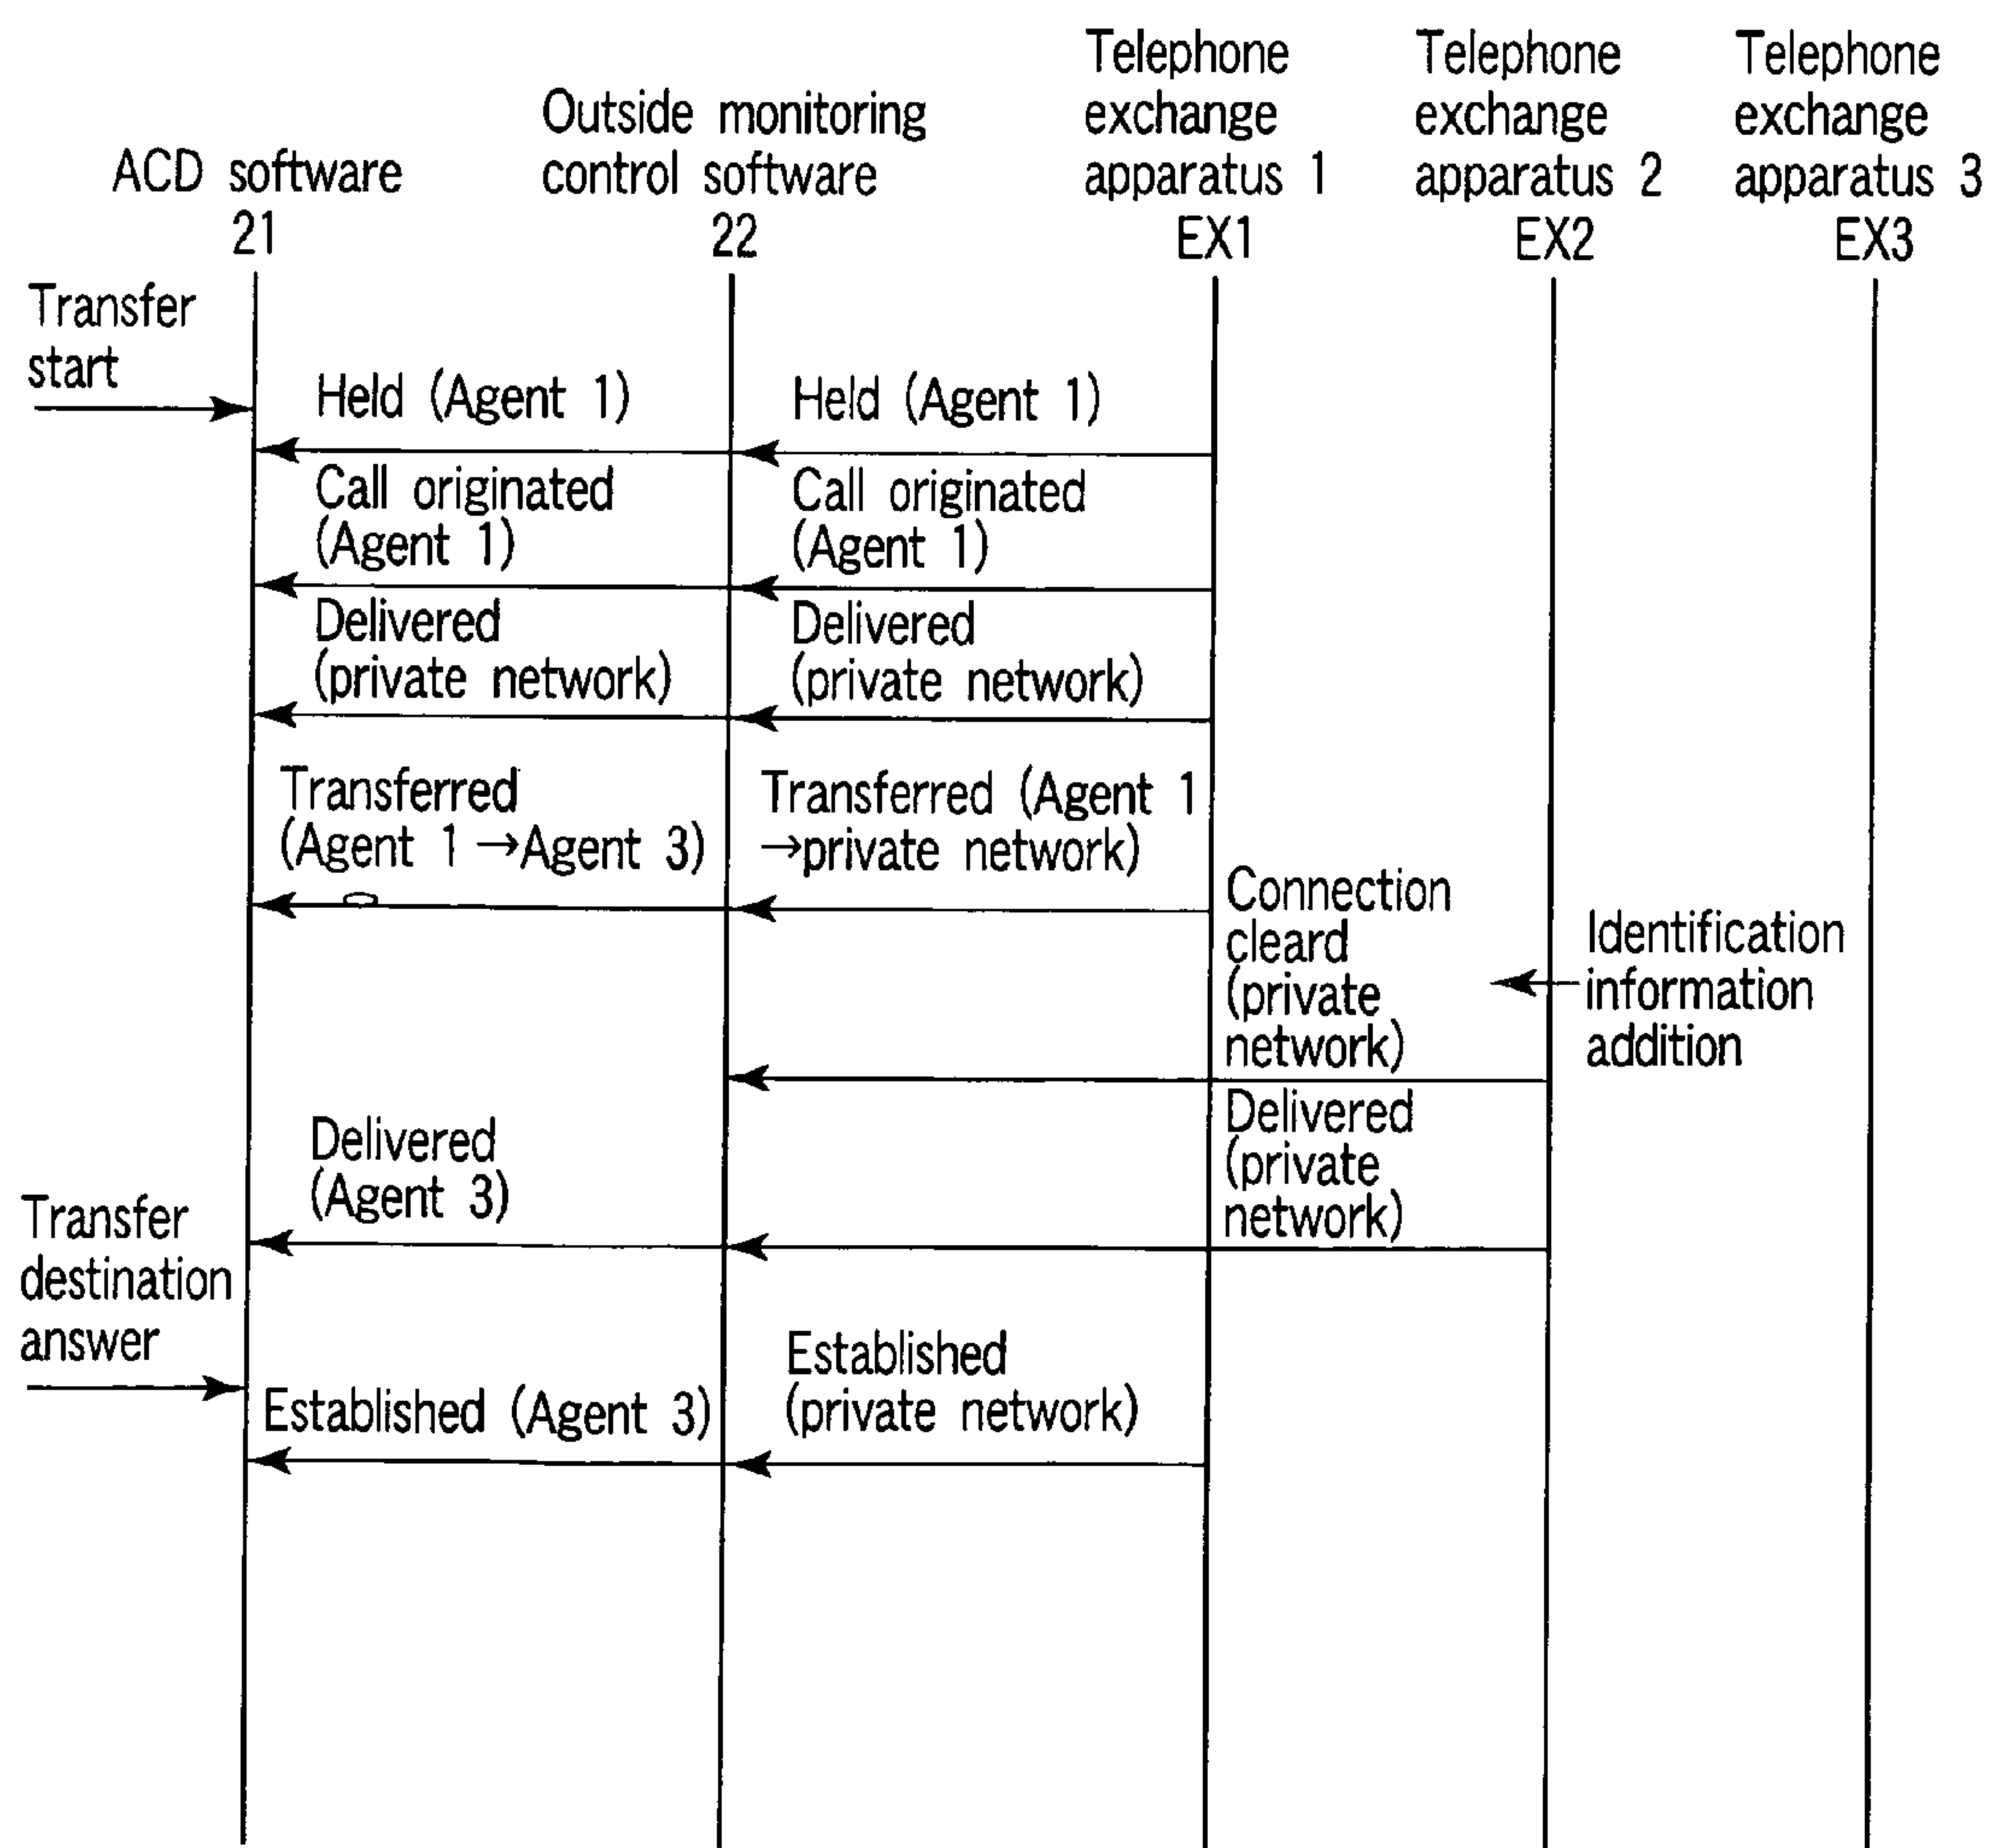 Telephone
exchange
apparatus 1
EX1
Telephone
exchange
apparatus 2
EX2
Telephone
exchange
apparatus 3
EX3
Outside monitoring
control software
22
ACD software
21
Transfer
start
Held (Agent 1)
Held (Agent 1)
Call originated
(Agent 1)
Call originated
(Agent 1)
Delivered
(private network)
Delivered
(private network)
Transferred
(Agent 1 →Agent 3)
Transferred (Agent 1
→private network)
Connection
cleard
(private
network)
Identification
information
addition
Delivered
(Agent 3)
Delivered
(private
network)
Transfer
destination
answer
Established (Agent 3)
Established
(private network)